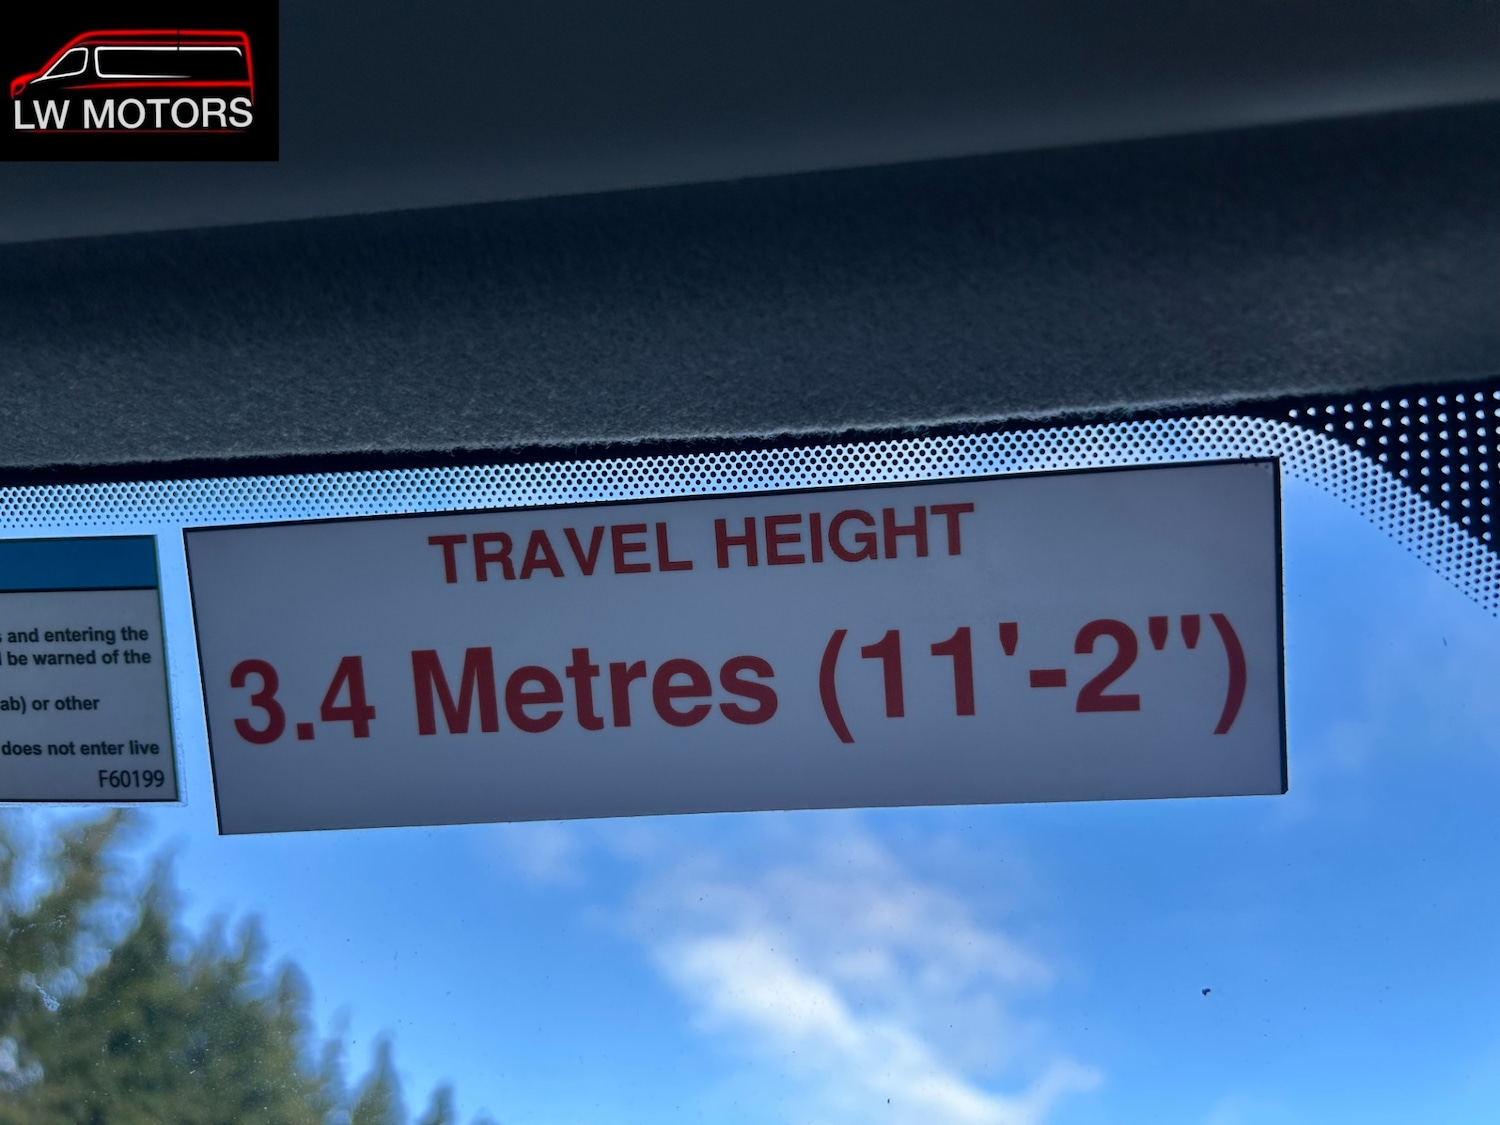 LW MOTORS
TRAVEL HEIGHT
3.4 Metres (11'-2")
and entering the
be warned of the
ab) or other
does not enter live
F60199